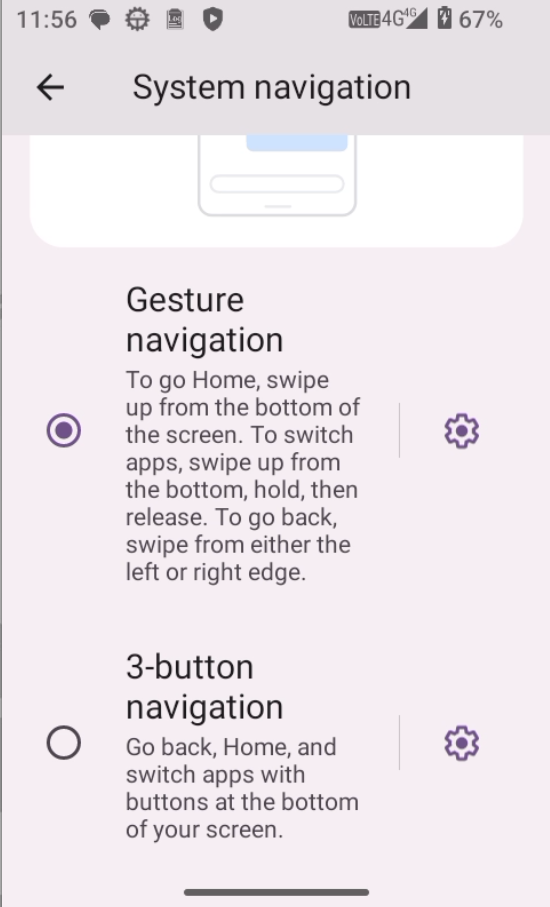 11:56 VoLTE 4G 4G 67%
System navigation
Gesture
navigation
To go Home, swipe
up from the bottom of
the screen. To switch
apps, swipe up from
the bottom, hold, then
release. To go back,
swipe from either the
left or right edge.
3-button
navigation
Go back, Home, and
switch apps with
buttons at the bottom
of your screen.